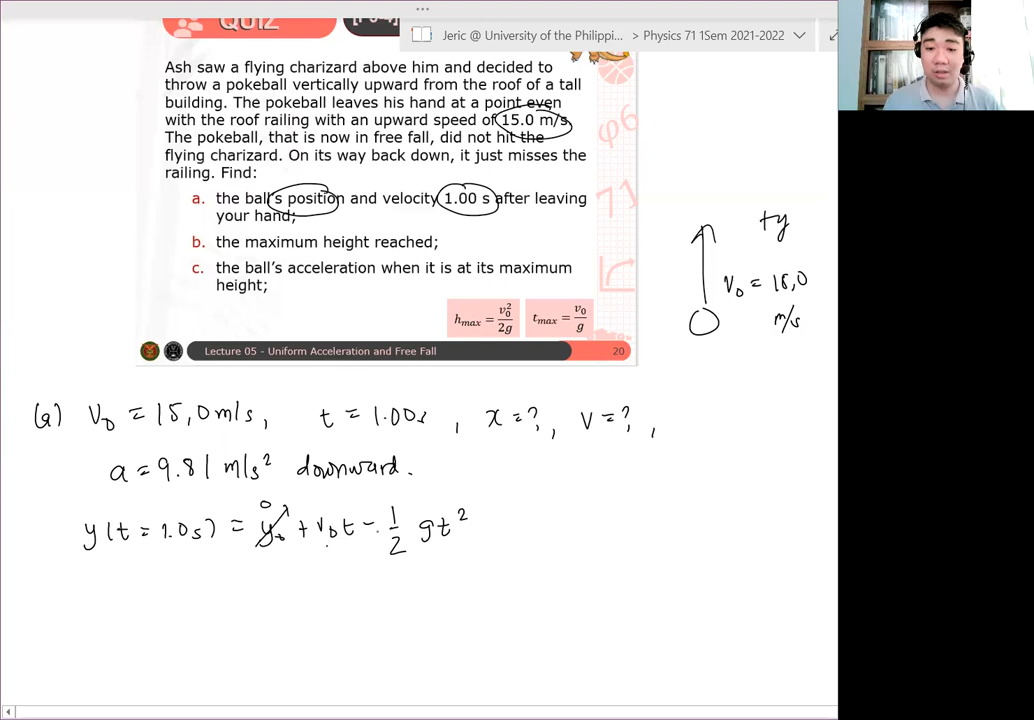 QUIZ
Jeric @ University of the Philippi... > Physics 71 1Sem 2021-2022
Ash saw a flying charizard above him and decided to
throw a pokeball vertically upward from the roof of a tall
building. The pokeball leaves his hand at a point even
with the roof railing with an upward speed of 15.0 m/s.
The pokeball, that is now in free fall, did not hit the
flying charizard. On its way back down, it just misses the
railing. Find:
a. the ball's position and velocity 1.00 s after leaving
your hand;
b. the maximum height reached;
c. the ball's acceleration when it is at its maximum
height;
h_max = v₀²/2g
t_max = v₀/g
Lecture 05 - Uniform Acceleration and Free Fall 20
φ6
71
+y
v₀ = 15,0
m/s
(a) v₀ = 15,0 m/s, t = 1.00s, x = ?, v = ?,
a = 9.81 m/s² downward.
y(t = 1.0s) = y₀ + v₀t - 1/2 gt²
0